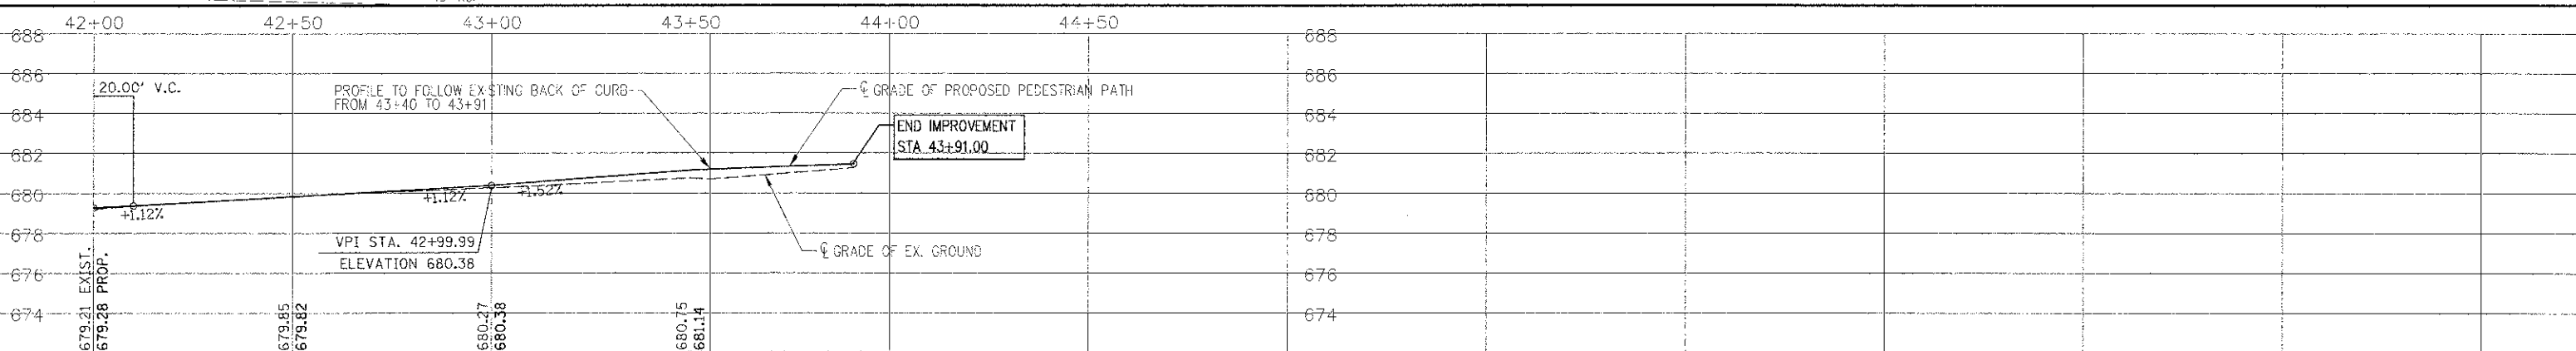 42+00 42+50 43+00 43+50 44+00 44+50
688 688
686 686
20.00' V.C.
PROFILE TO FOLLOW EXISTING BACK OF CURB
FROM 43+40 TO 43+91
℄ GRADE OF PROPOSED PEDESTRIAN PATH
684 684
END IMPROVEMENT
STA 43+91.00
682 682
680 680
+1.12% +1.12% +1.52%
678 678
VPI STA. 42+99.99
ELEVATION 680.38
℄ GRADE OF EX. GROUND
676 676
674 674
679.21 EXIST.
679.28 PROP.
679.85
679.82
680.27
680.38
680.75
681.14